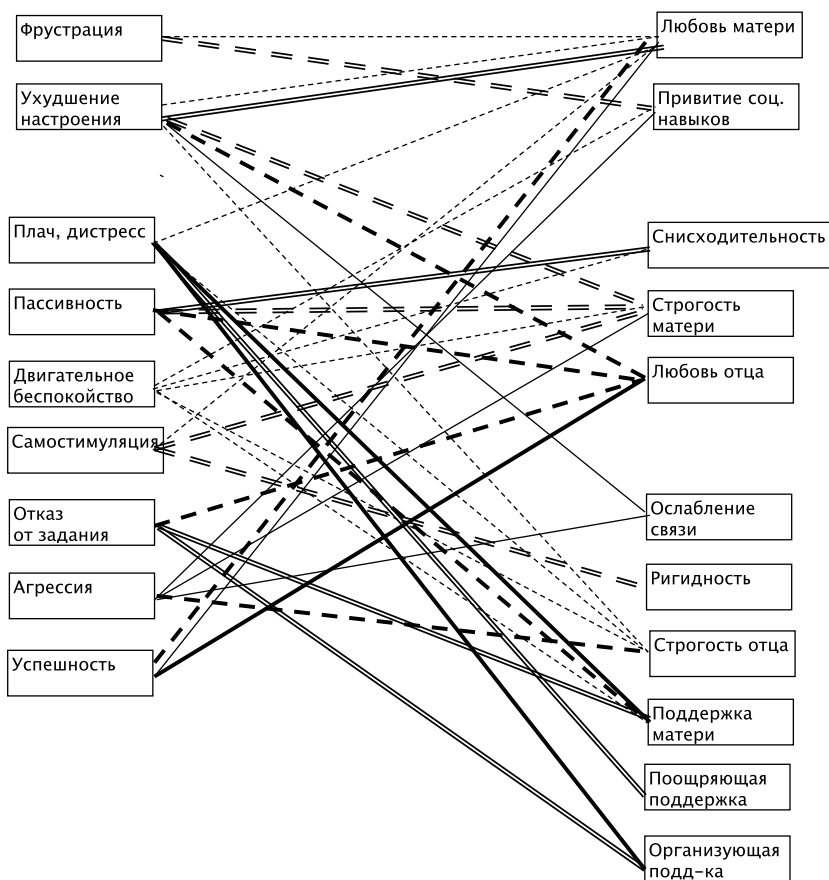 Фрустрация
Ухудшение
настроения
Плач, дистресс
Пассивность
Двигательное
беспокойство
Самостимуляция
Отказ
от задания
Агрессия
Успешность
Любовь матери
Привитие соц.
навыков
Снисходительность
Строгость
матери
Любовь отца
Ослабление
связи
Ригидность
Строгость отца
Поддержка
матери
Поощряющая
поддержка
Организующая
подд-ка